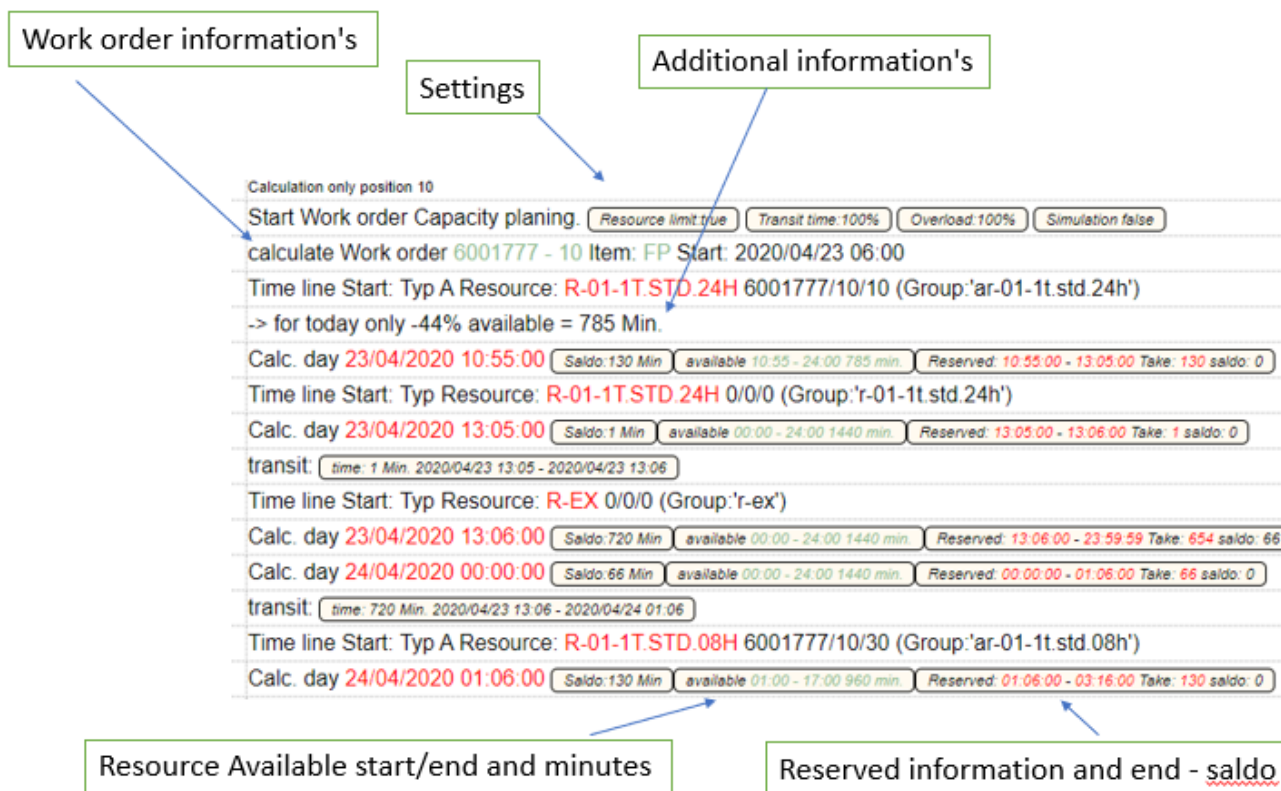 Work order information's
Settings
Additional information's
Calculation only position 10
Start Work order Capacity planing. Resource limit:true Transit time:100% Overload:100% Simulation false
calculate Work order 6001777 - 10 Item: FP Start: 2020/04/23 06:00
Time line Start: Typ A Resource: R-01-1T.STD.24H 6001777/10/10 (Group:'ar-01-1t.std.24h')
-> for today only -44% available = 785 Min.
Calc. day 23/04/2020 10:55:00 Saldo:130 Min available 10:55 - 24:00 785 min. Reserved: 10:55:00 - 13:05:00 Take: 130 saldo: 0
Time line Start: Typ Resource: R-01-1T.STD.24H 0/0/0 (Group:'r-01-1t.std.24h')
Calc. day 23/04/2020 13:05:00 Saldo:1 Min available 00:00 - 24:00 1440 min. Reserved: 13:05:00 - 13:06:00 Take: 1 saldo: 0
transit: time: 1 Min. 2020/04/23 13:05 - 2020/04/23 13:06
Time line Start: Typ Resource: R-EX 0/0/0 (Group:'r-ex')
Calc. day 23/04/2020 13:06:00 Saldo:720 Min available 00:00 - 24:00 1440 min. Reserved: 13:06:00 - 23:59:59 Take: 654 saldo: 66
Calc. day 24/04/2020 00:00:00 Saldo:66 Min available 00:00 - 24:00 1440 min. Reserved: 00:00:00 - 01:06:00 Take: 66 saldo: 0
transit: time: 720 Min. 2020/04/23 13:06 - 2020/04/24 01:06
Time line Start: Typ A Resource: R-01-1T.STD.08H 6001777/10/30 (Group:'ar-01-1t.std.08h')
Calc. day 24/04/2020 01:06:00 Saldo:130 Min available 01:00 - 17:00 960 min. Reserved: 01:06:00 - 03:16:00 Take: 130 saldo: 0
Resource Available start/end and minutes
Reserved information and end - saldo